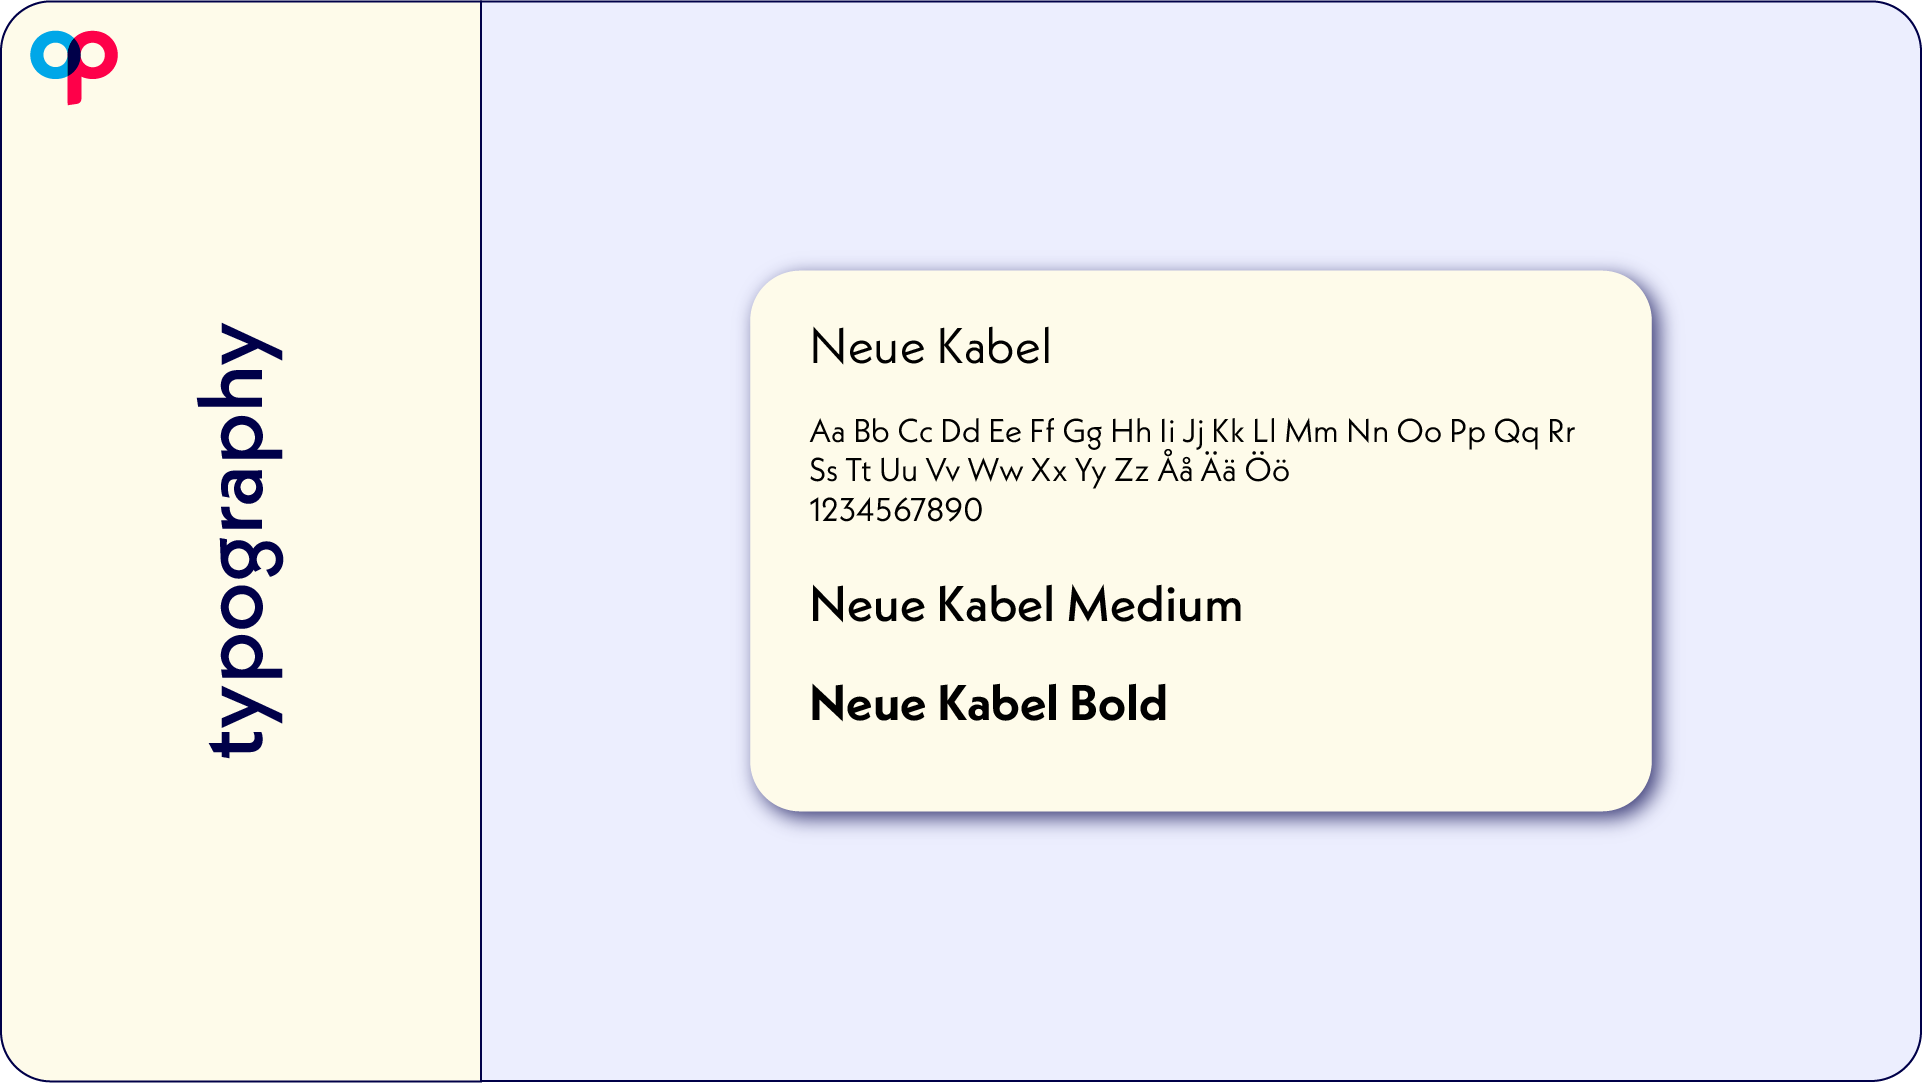 op
typography
Neue Kabel
Aa Bb Cc Dd Ee Ff Gg Hh Ii Jj Kk Ll Mm Nn Oo Pp Qq Rr
Ss Tt Uu Vv Ww Xx Yy Zz Åå Ää Öö
1234567890
Neue Kabel Medium
Neue Kabel Bold